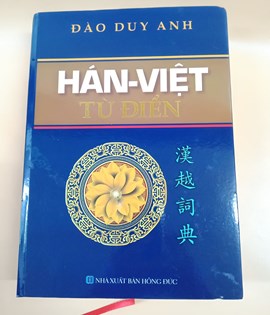 ĐÀO DUY ANH
HÁN-VIỆT
TỪ ĐIỂN
漢越詞典
NHÀ XUẤT BẢN HỒNG ĐỨC